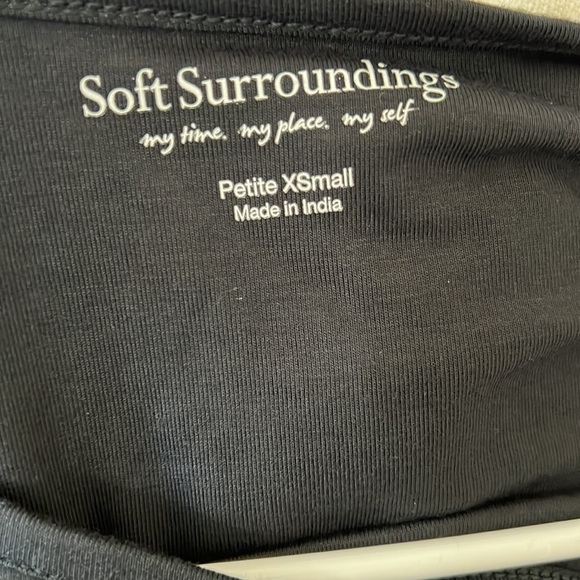 Soft Surroundings
my time. my place. my self
Petite XSmall
Made in India